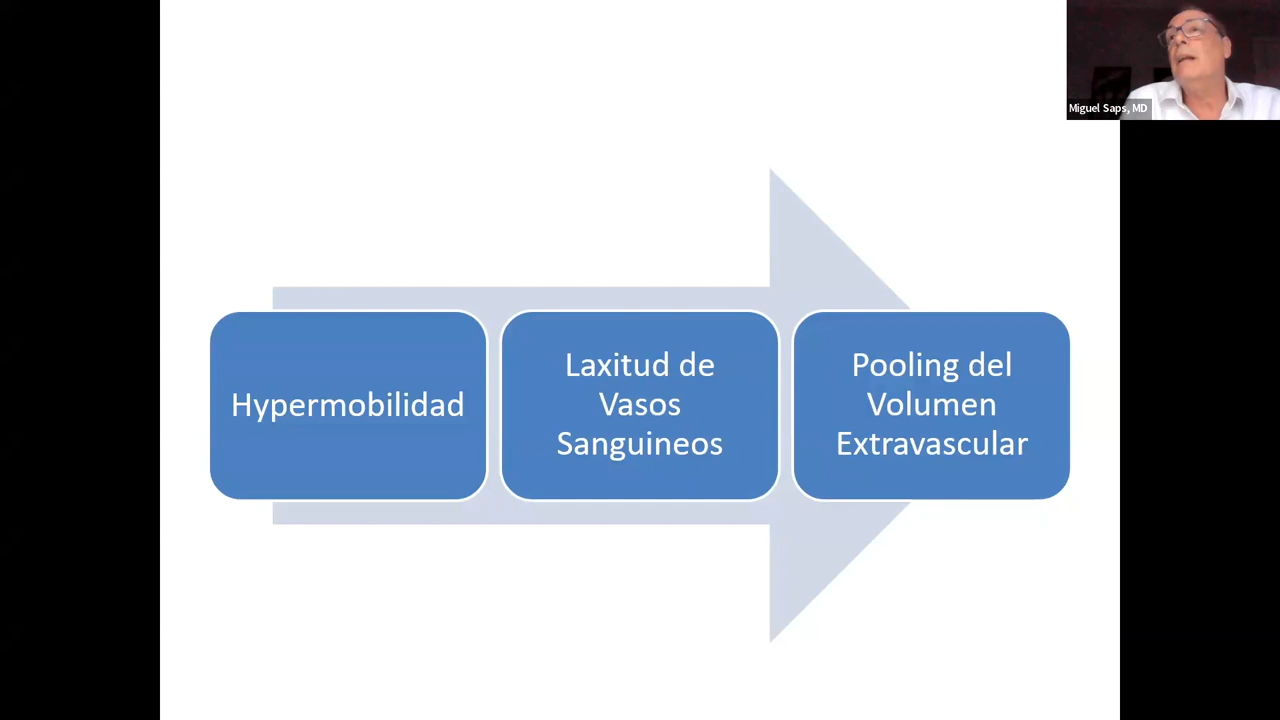 Miguel Saps, MD
Hypermobilidad
Laxitud de
Vasos
Sanguineos
Pooling del
Volumen
Extravascular